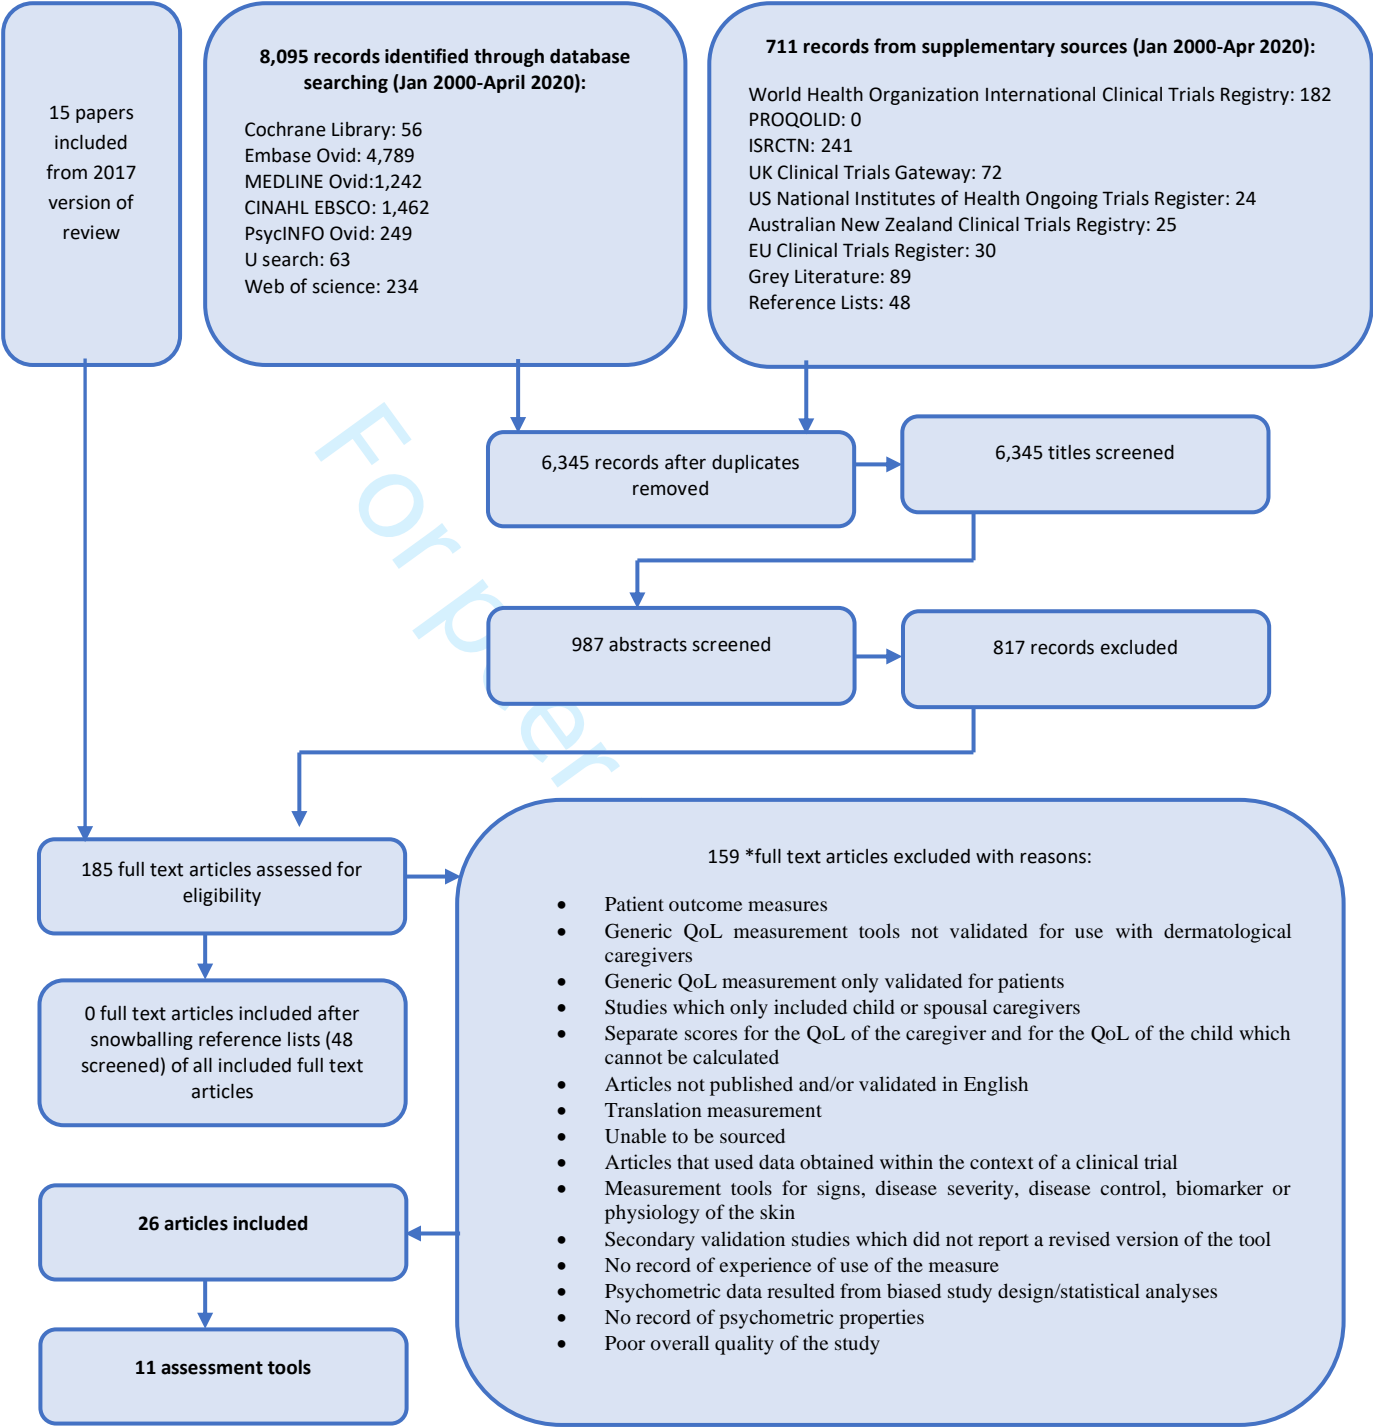 15 papers
included
from 2017
version of
review
8,095 records identified through database
searching (Jan 2000-April 2020):
Cochrane Library: 56
Embase Ovid: 4,789
MEDLINE Ovid:1,242
CINAHL EBSCO: 1,462
PsycINFO Ovid: 249
U search: 63
Web of science: 234
711 records from supplementary sources (Jan 2000-Apr 2020):
World Health Organization International Clinical Trials Registry: 182
PROQOLID: 0
ISRCTN: 241
UK Clinical Trials Gateway: 72
US National Institutes of Health Ongoing Trials Register: 24
Australian New Zealand Clinical Trials Registry: 25
EU Clinical Trials Register: 30
Grey Literature: 89
Reference Lists: 48
6,345 records after duplicates
removed
6,345 titles screened
For peer
987 abstracts screened
817 records excluded
185 full text articles assessed for
eligibility
0 full text articles included after
snowballing reference lists (48
screened) of all included full text
articles
159 *full text articles excluded with reasons:
• Patient outcome measures
• Generic QoL measurement tools not validated for use with dermatological
caregivers
• Generic QoL measurement only validated for patients
• Studies which only included child or spousal caregivers
• Separate scores for the QoL of the caregiver and for the QoL of the child which
cannot be calculated
• Articles not published and/or validated in English
• Translation measurement
• Unable to be sourced
• Articles that used data obtained within the context of a clinical trial
• Measurement tools for signs, disease severity, disease control, biomarker or
physiology of the skin
• Secondary validation studies which did not report a revised version of the tool
• No record of experience of use of the measure
• Psychometric data resulted from biased study design/statistical analyses
• No record of psychometric properties
• Poor overall quality of the study
26 articles included
11 assessment tools